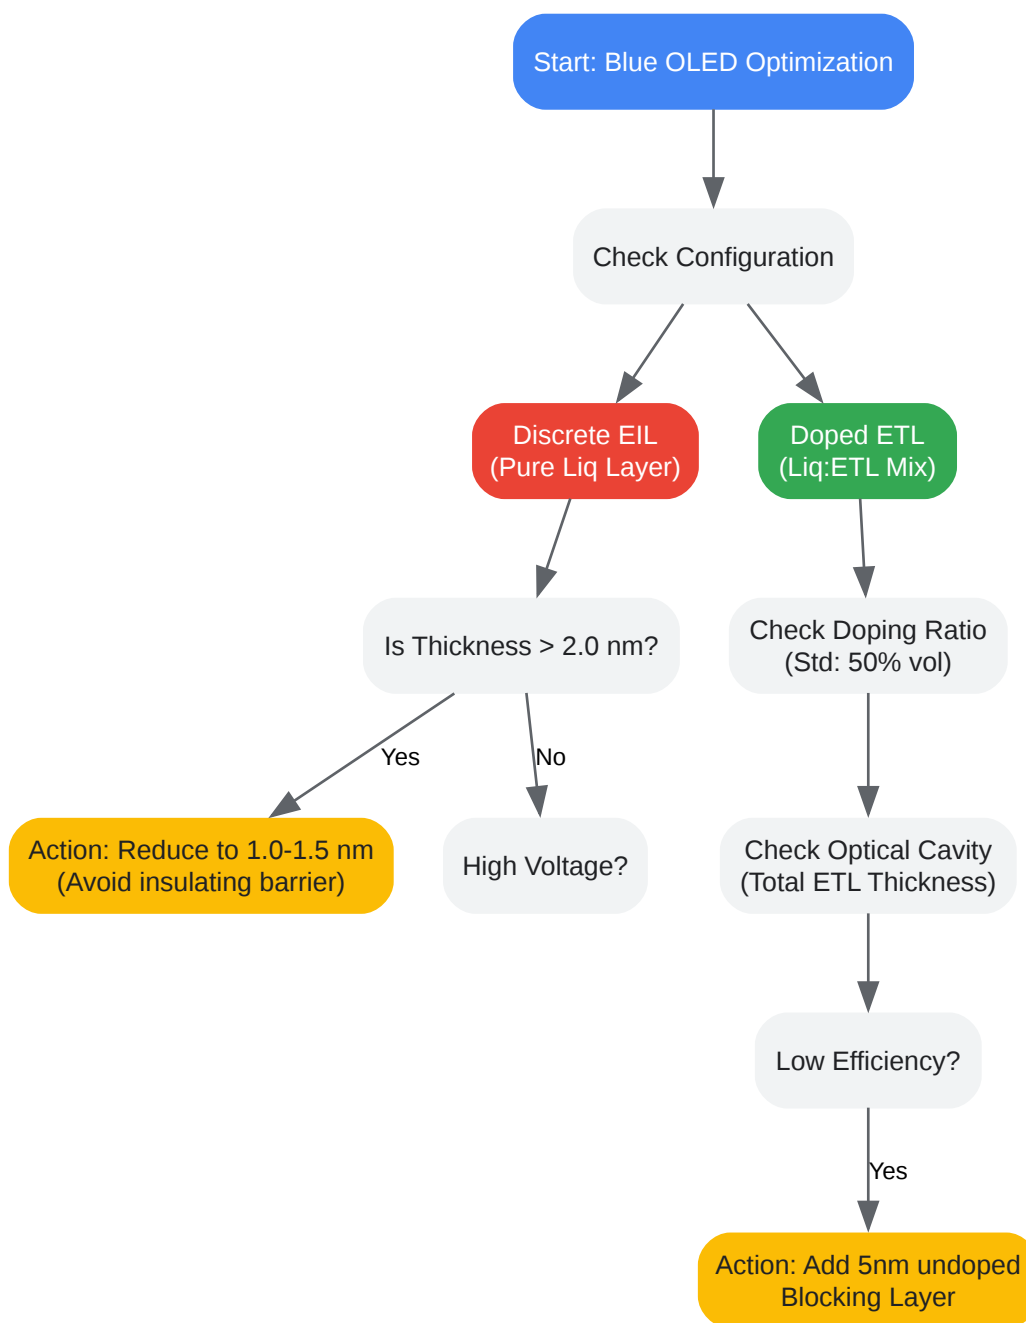 Start: Blue OLED Optimization
Check Configuration
Discrete EIL
(Pure Liq Layer)
Doped ETL
(Liq:ETL Mix)
Is Thickness > 2.0 nm?
Check Doping Ratio
(Std: 50% vol)
Yes
No
Action: Reduce to 1.0-1.5 nm
(Avoid insulating barrier)
High Voltage?
Check Optical Cavity
(Total ETL Thickness)
Low Efficiency?
Yes
Action: Add 5nm undoped
Blocking Layer